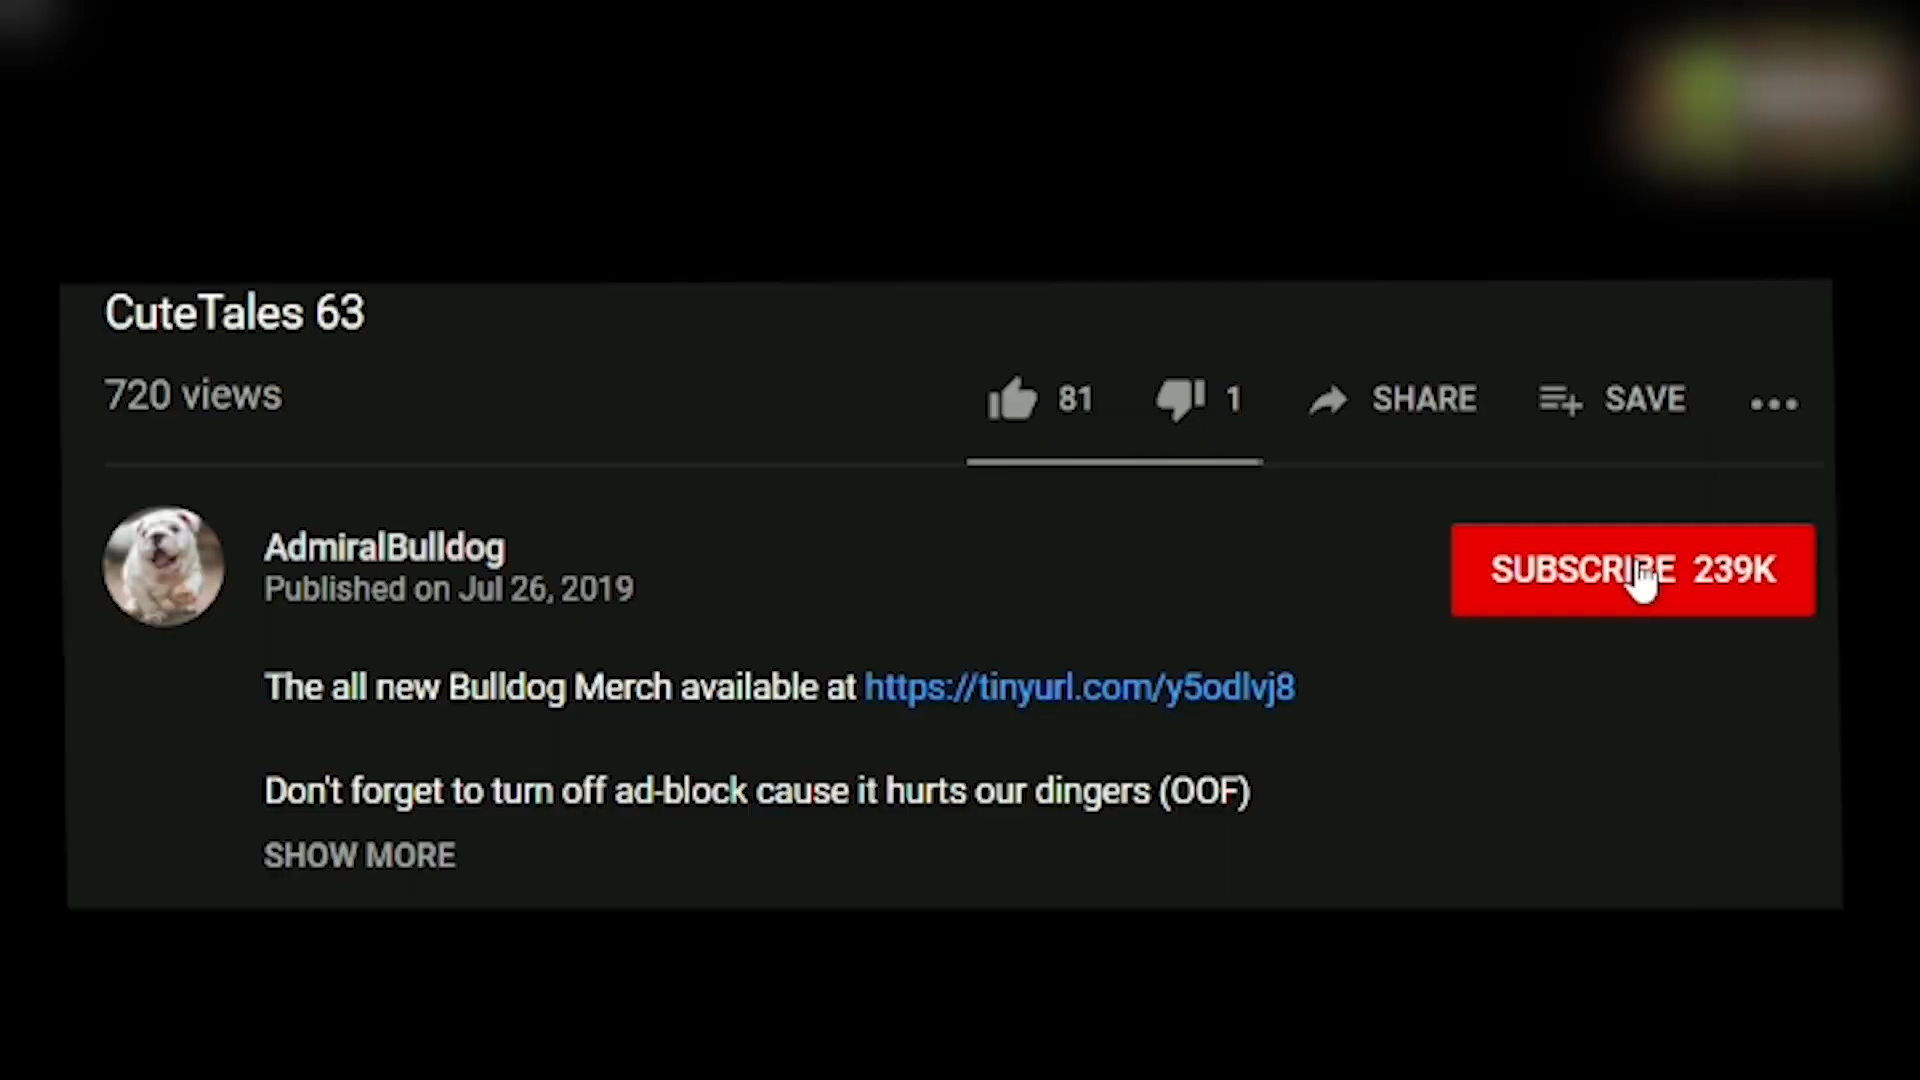 CuteTales 63
720 views
81 1 SHARE SAVE
AdmiralBulldog
SUBSCRIBE 239K
Published on Jul 26, 2019
The all new Bulldog Merch available at https://tinyurl.com/y5odlvj8
Don't forget to turn off ad-block cause it hurts our dingers (OOF)
SHOW MORE